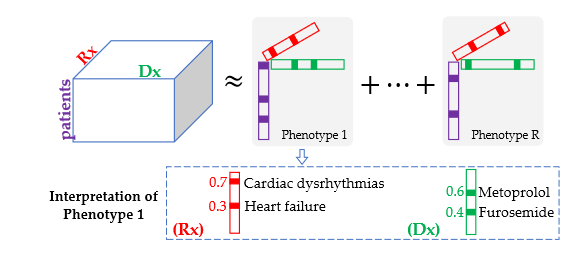 Rx
Dx
patients
≈
+ ··· +
Phenotype 1
Phenotype R
Interpretation of
Phenotype 1
0.7 Cardiac dysrhythmias
0.3 Heart failure
(Rx)
0.6 Metoprolol
0.4 Furosemide
(Dx)